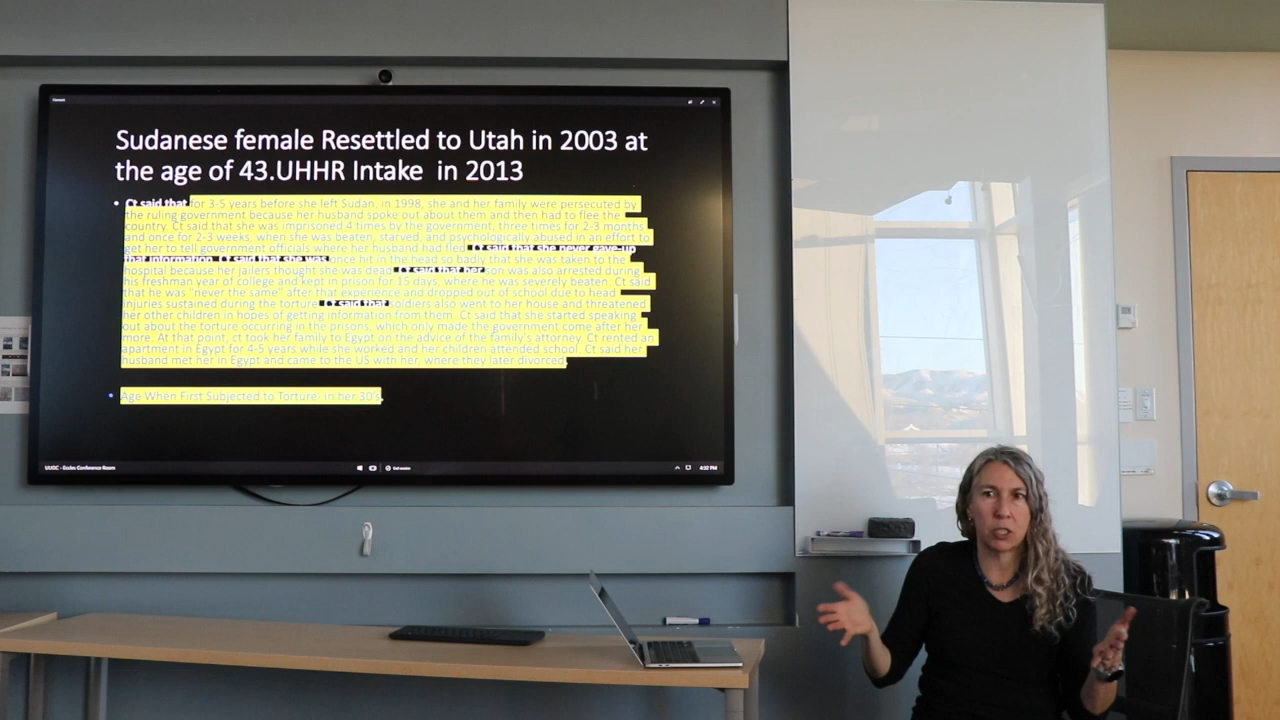 Sudanese female Resettled to Utah in 2003 at
the age of 43.UHHR Intake in 2013
• Ct said that for 3-5 years before she left Sudan, in 1998, she and her family were persecuted by
the ruling government because her husband spoke out about them and then had to flee the
country. Ct said that she was imprisoned 4 times by the government, three times for 2-3 months
and once for 2-3 weeks, when she was beaten, starved, and psychologically abused in an effort to
get her to tell government officials where her husband had fled. Ct said that she never gave up
that information. Ct said that she was once hit in the head so badly that she was taken to the
hospital because her jailers thought she was dead. Ct said that her son was also arrested during
his freshman year of college and kept in prison for 15 days, where he was severely beaten. Ct said
that he was "never the same" after that experience and dropped out of school due to head
injuries sustained during the torture. Ct said that soldiers also went to her house and threatened
her other children in hopes of getting information from them. Ct said that she started speaking
out about the torture occurring in the prisons, which only made the government come after her
more. At that point, ct took her family to Egypt on the advice of the family's attorney. Ct rented an
apartment in Egypt for 4-5 years while she worked and her children attended school. Ct said her
husband met her in Egypt and came to the US with her, where they later divorced.
• Age When First Subjected to Torture- in her 30's.
UUOC - Eccles Conference Room
End session
4:32 PM